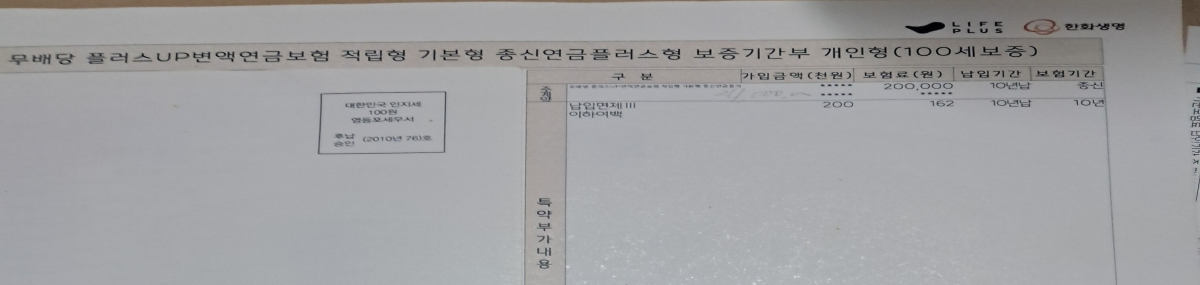 LIFE PLUS 한화생명
무배당 플러스UP변액연금보험 적립형 기본형 종신연금플러스형 보증기간부 개인형(100세보증)
구 분 가입금액(천원) 보험료(원) 납입기간 보험기간
***** 200,000 10년납 종신
***** *****
납입면제Ⅲ 200 162 10년납 10년
이하여백
대한민국 인지세
100원
영등포세무서
후납 승인 (2010년 76)호
특약부가내용